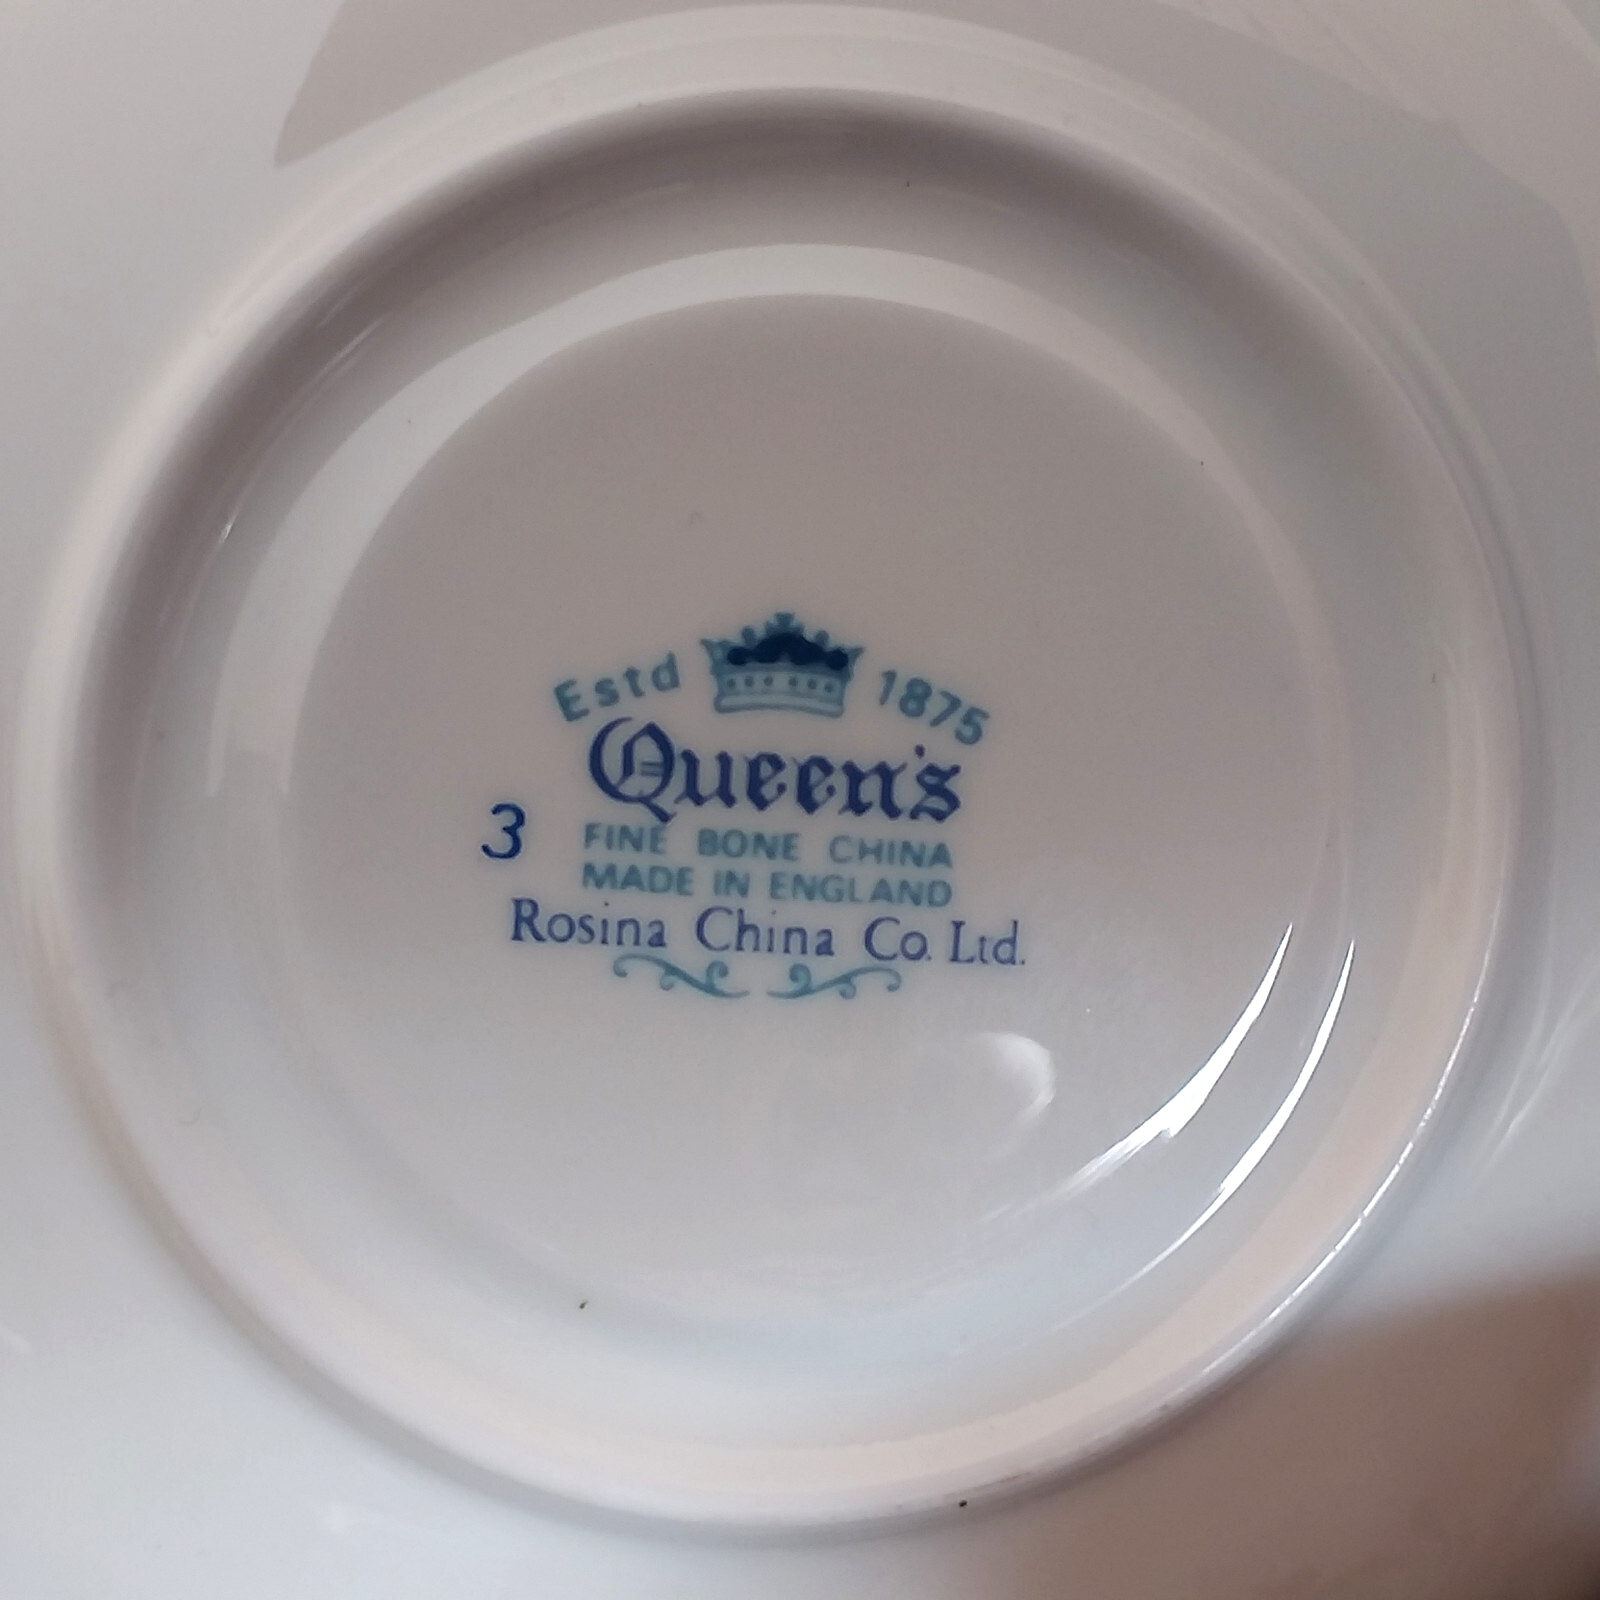 Estd 1875
Queen's
3
FINE BONE CHINA
MADE IN ENGLAND
Rosina China Co. Ltd.